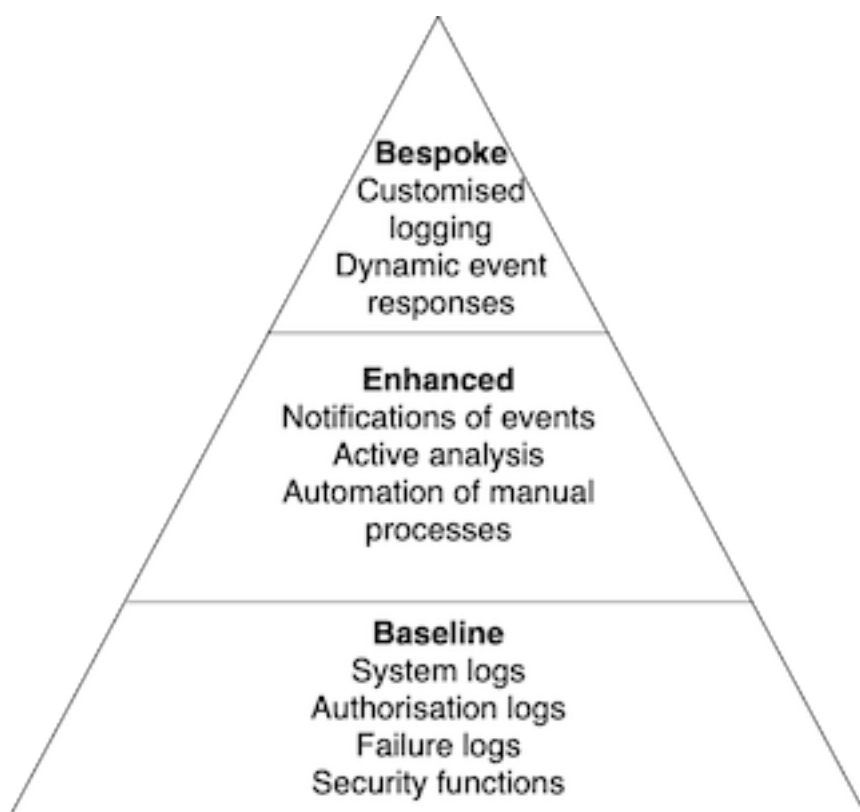 Bespoke
Customised
logging
Dynamic event
responses
Enhanced
Notifications of events
Active analysis
Automation of manual
processes
Baseline
System logs
Authorisation logs
Failure logs
Security functions